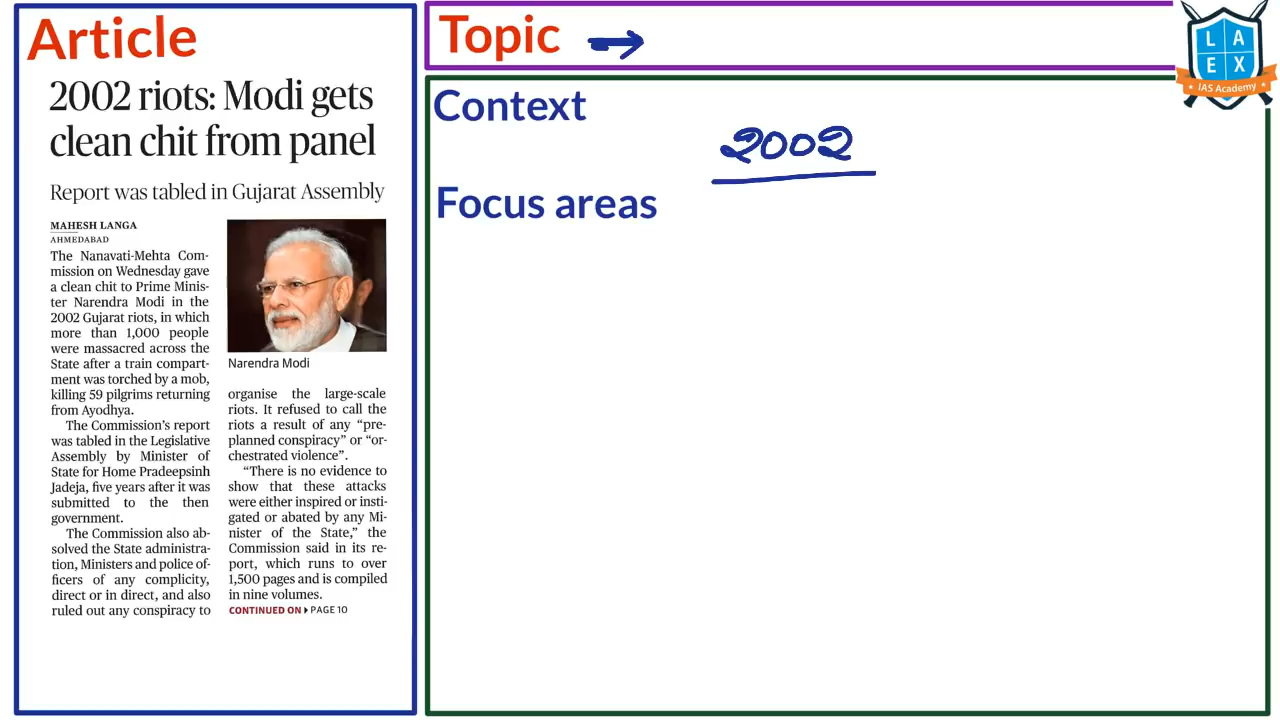 Article
2002 riots: Modi gets
clean chit from panel
Report was tabled in Gujarat Assembly
MAHESH LANGA
AHMEDABAD
The Nanavati-Mehta Com-
mission on Wednesday gave
a clean chit to Prime Minis-
ter Narendra Modi in the
2002 Gujarat riots, in which
more than 1,000 people
were massacred across the
State after a train compart-
ment was torched by a mob,
killing 59 pilgrims returning
from Ayodhya.
The Commission's report
was tabled in the Legislative
Assembly by Minister of
State for Home Pradeepsinh
Jadeja, five years after it was
submitted to the then
government.
The Commission also ab-
solved the State administra-
tion, Ministers and police of-
ficers of any complicity,
direct or in direct, and also
ruled out any conspiracy to
Narendra Modi
organise the large-scale
riots. It refused to call the
riots a result of any “pre-
planned conspiracy” or “or-
chestrated violence”.
“There is no evidence to
show that these attacks
were either inspired or insti-
gated or abated by any Mi-
nister of the State,” the
Commission said in its re-
port, which runs to over
1,500 pages and is compiled
in nine volumes.
CONTINUED ON PAGE 10
Topic
Context
2002
Focus areas
L A
E X
IAS Academy